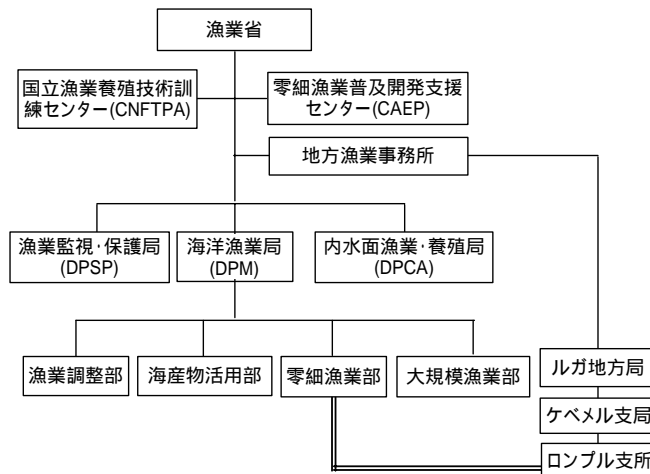 漁業省
国立漁業養殖技術訓
練センター(CNFTPA)
零細漁業普及開発支援
センター(CAEP)
地方漁業事務所
漁業監視･保護局
(DPSP)
海洋漁業局
(DPM)
内水面漁業･養殖局
(DPCA)
漁業調整部
海産物活用部
零細漁業部
大規模漁業部
ルガ地方局
ケベメル支局
ロンプル支所